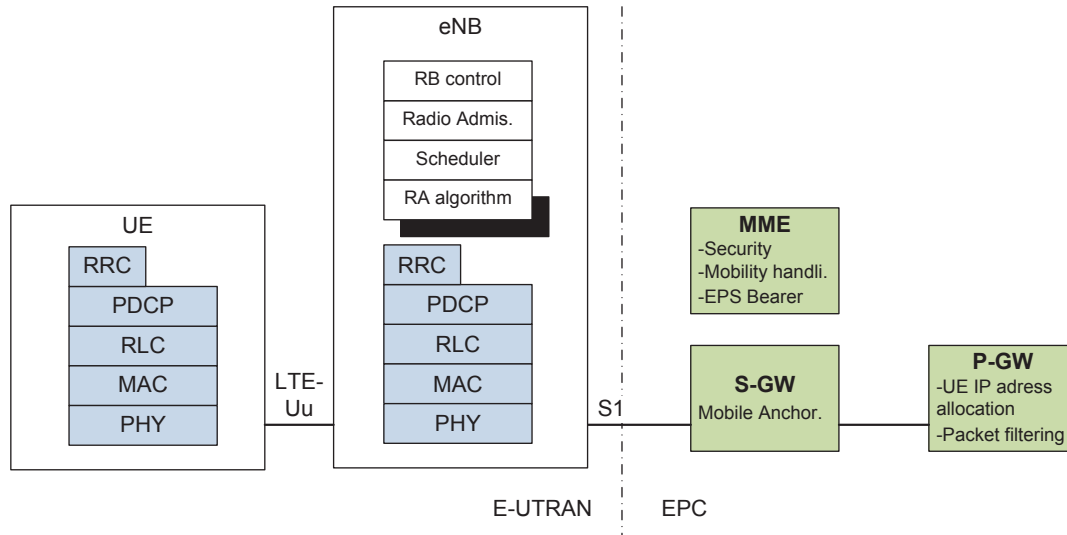 eNB
RB control
Radio Admis.
Scheduler
RA algorithm
UE
RRC
PDCP
RLC
MAC
PHY
LTE-
Uu
RRC
PDCP
RLC
MAC
PHY
S1
MME
-Security
-Mobility handli.
-EPS Bearer
S-GW
Mobile Anchor.
P-GW
-UE IP adress
allocation
-Packet filtering
E-UTRAN
EPC